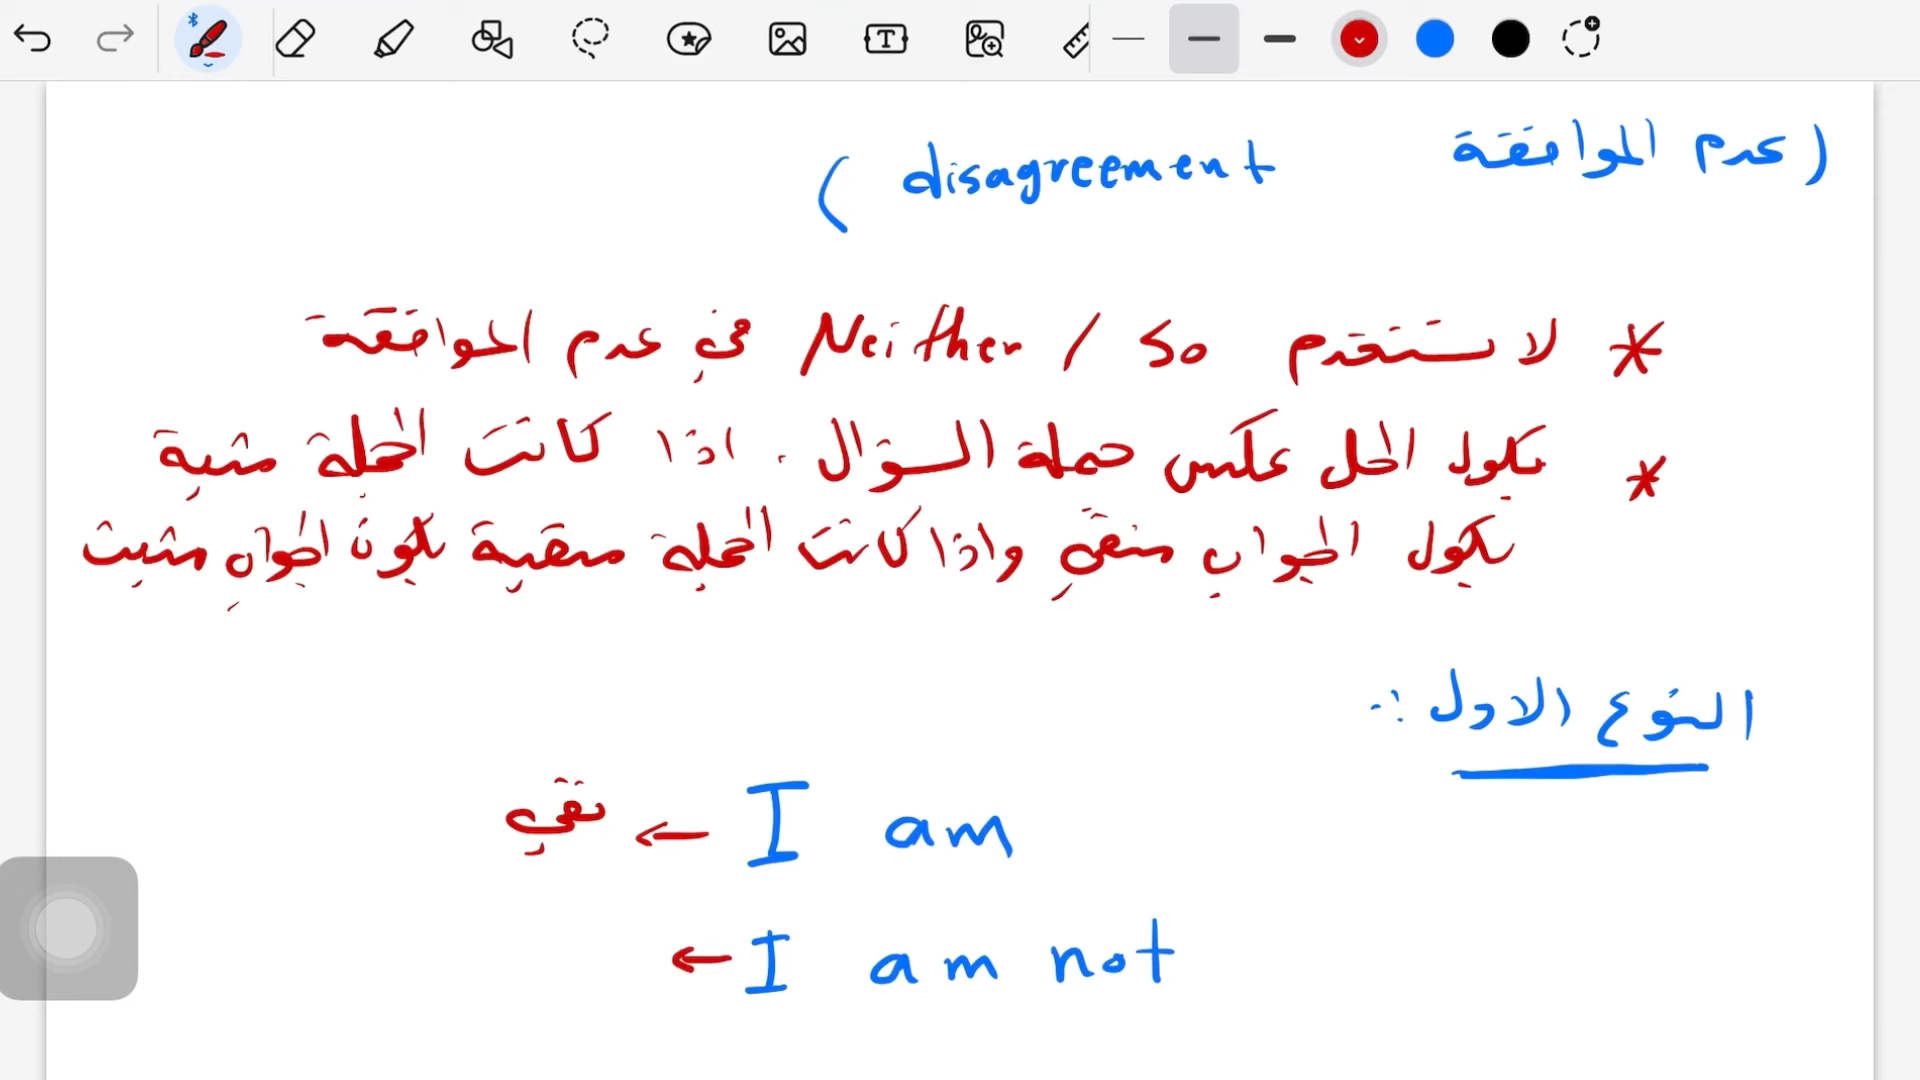 (عدم الموافقة disagreement (
* لا نستخدم Neither / So في عدم الموافقة
* يكون الحل عكس جملة السؤال . اذا كانت الجملة مثبتة
يكون الجواب منفي واذا كانت الجملة منفية يكون الجواب مثبت
النوع الاول :-
I am ← نفي
I am not ←